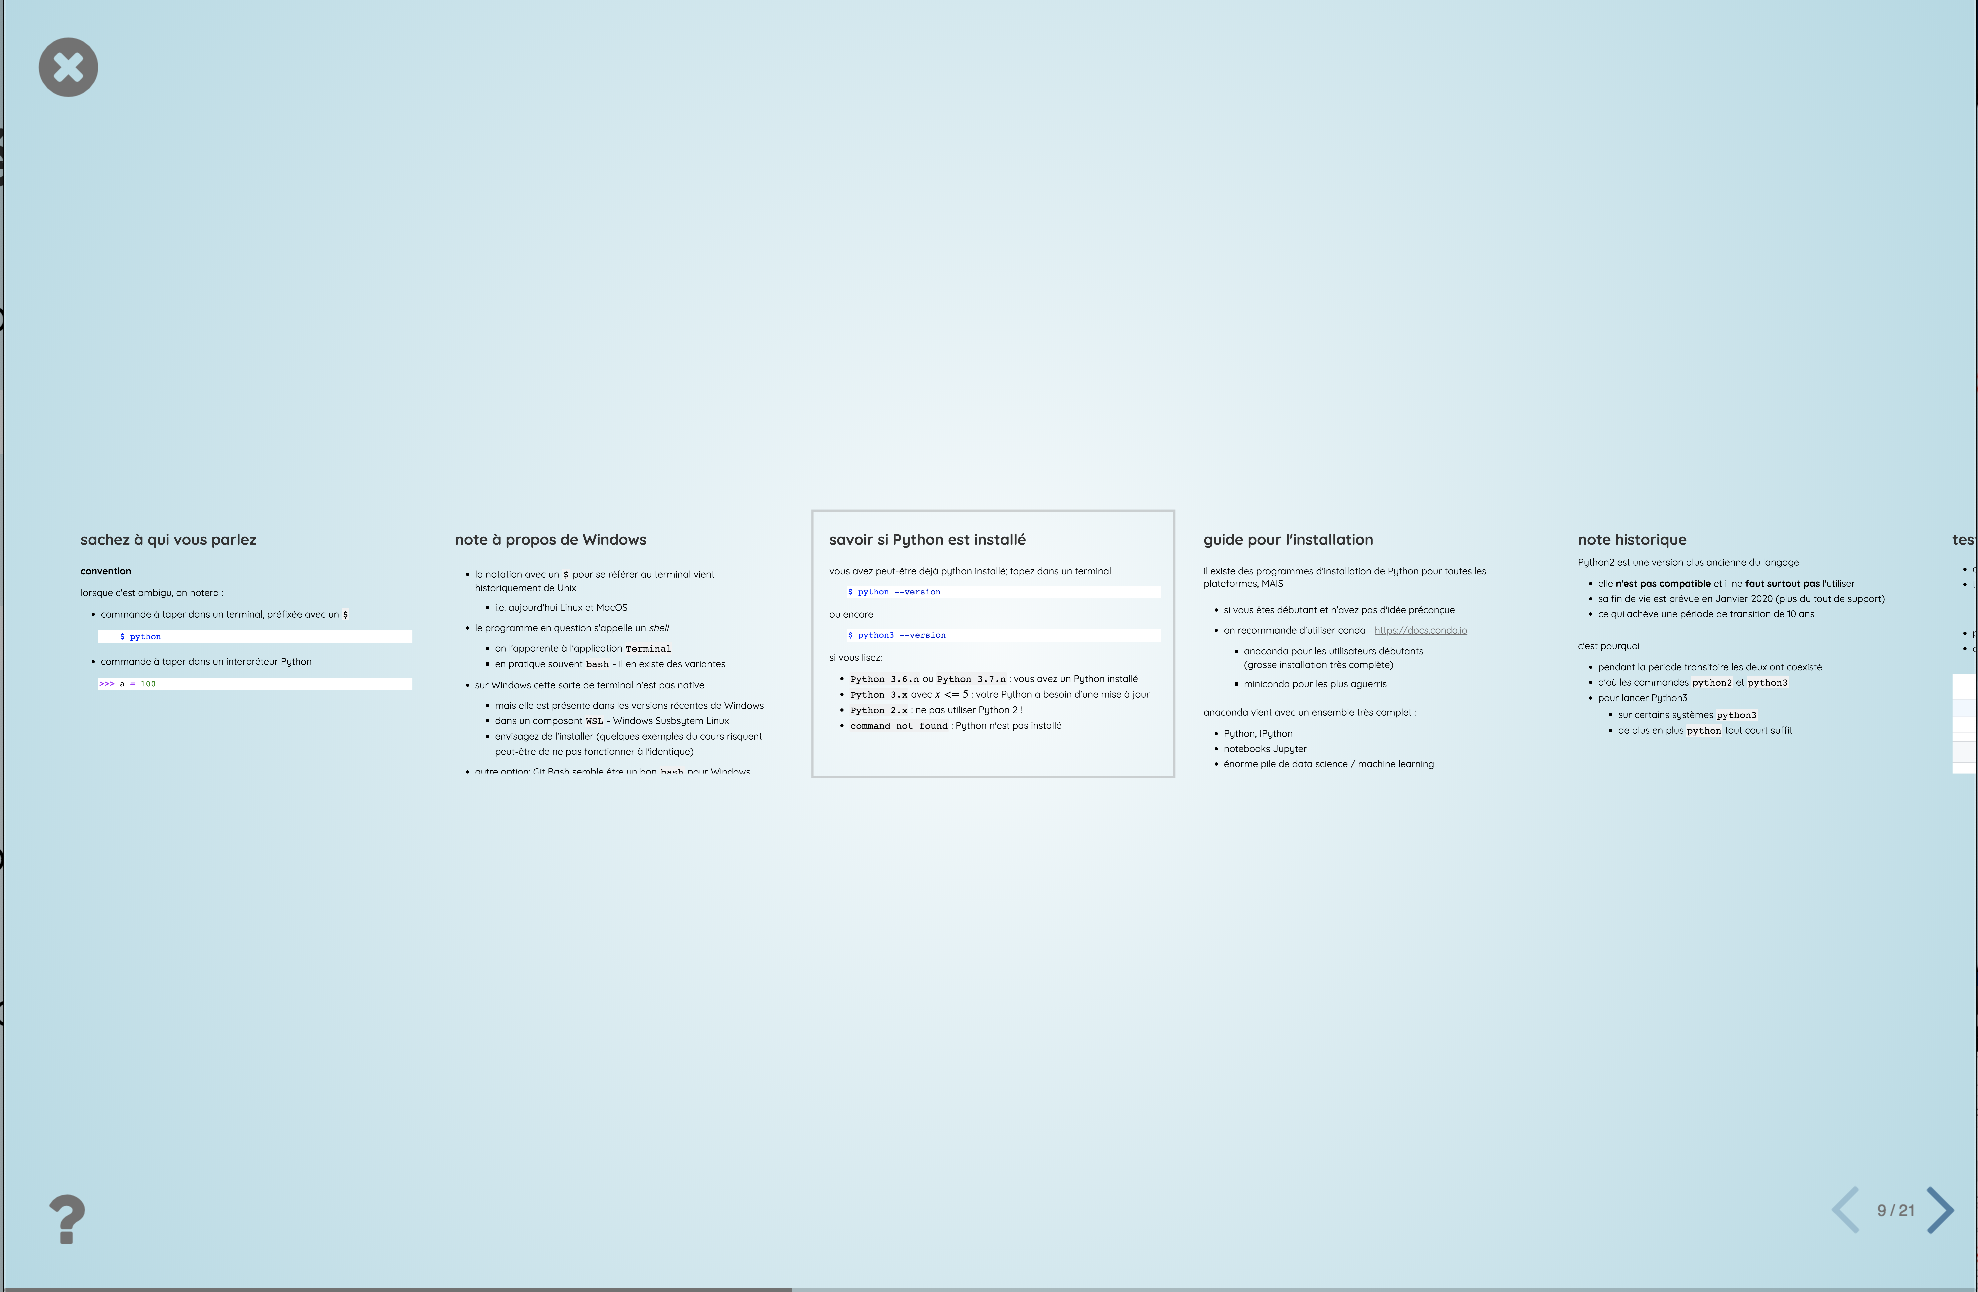 sachez à qui vous parlez
convention
lorsque c'est ambigu, on notera :
commande à taper dans un terminal, préfixée avec un $
$ python
commande à taper dans un interpréteur Python
>>> a = 100
note à propos de Windows
la notation avec un $ pour se référer au terminal vient
historiquement de Unix
i.e. aujourd'hui Linux et MacOS
le programme en question s'appelle un shell
on l'apparente à l'application Terminal
en pratique souvent bash - il en existe des variantes
sur Windows cette sorte de terminal n'est pas native
mais elle est présente dans les versions récentes de Windows
dans un composant WSL - Windows Susbsytem Linux
envisagez de l'installer (quelques exemples du cours risquent
peut-être de ne pas fonctionner à l'identique)
autre option: Git Bash semble être un bon bash pour Windows
savoir si Python est installé
vous avez peut-être déjà python installé; tapez dans un terminal
$ python --version
ou encore
$ python3 --version
si vous lisez:
Python 3.6.n ou Python 3.7.n : vous avez un Python installé
Python 3.x avec x <= 5 : votre Python a besoin d'une mise à jour
Python 2.x : ne pas utiliser Python 2 !
command not found : Python n'est pas installé
guide pour l'installation
il existe des programmes d'installation de Python pour toutes les
plateformes, MAIS
si vous êtes débutant et n'avez pas d'idée préconçue
on recommande d'utiliser conda https://docs.conda.io
anaconda pour les utilisateurs débutants
(grosse installation très complète)
miniconda pour les plus aguerris
anaconda vient avec un ensemble très complet :
Python, IPython
notebooks Jupyter
énorme pile de data science / machine learning
note historique
Python2 est une version plus ancienne du langage
elle n'est pas compatible et il ne faut surtout pas l'utiliser
sa fin de vie est prévue en Janvier 2020 (plus du tout de support)
ce qui achève une période de transition de 10 ans
c'est pourquoi
pendant la période transitoire les deux ont coexisté
d'où les commandes python2 et python3
pour lancer Python3
sur certains systèmes python3
de plus en plus python tout court suffit
tes
9 / 21